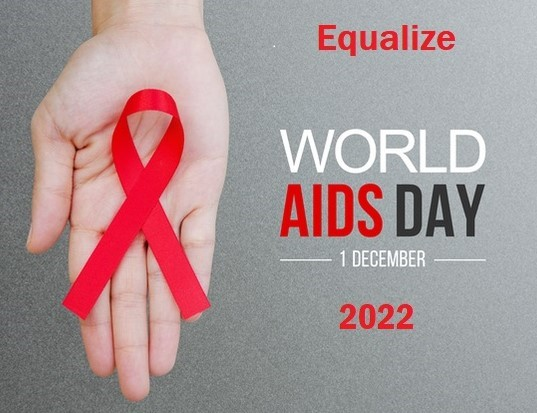 Equalize
WORLD
AIDS DAY
1 DECEMBER
2022